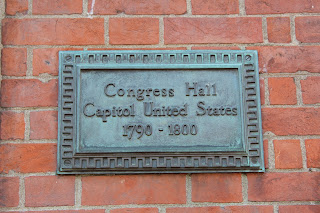 Congress Hall
Capitol United States
1790 - 1800